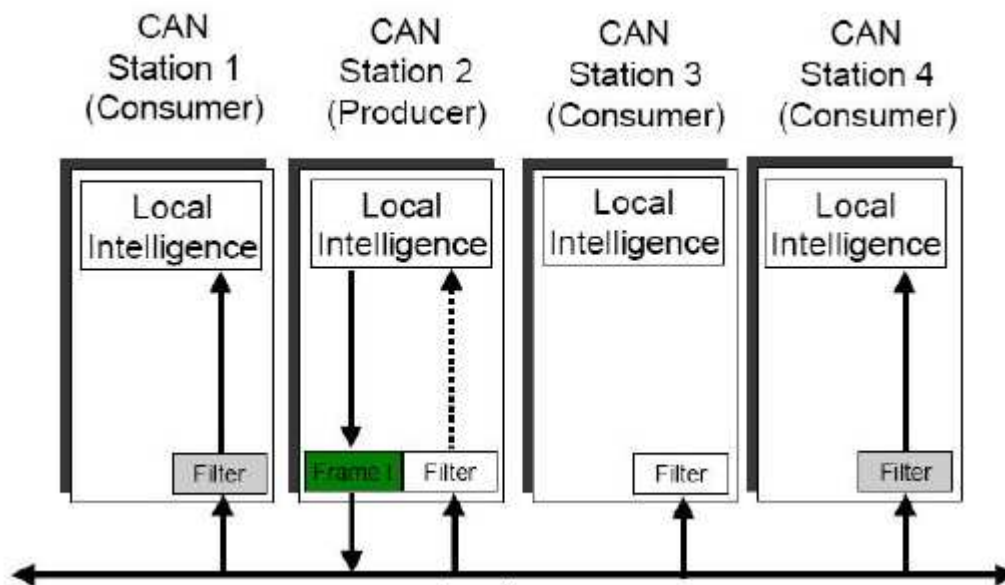 CAN
Station 1
(Consumer)
CAN
Station 2
(Producer)
CAN
Station 3
(Consumer)
CAN
Station 4
(Consumer)
Local
Intelligence
Local
Intelligence
Local
Intelligence
Local
Intelligence
Filter
Frame I
Filter
Filter
Filter